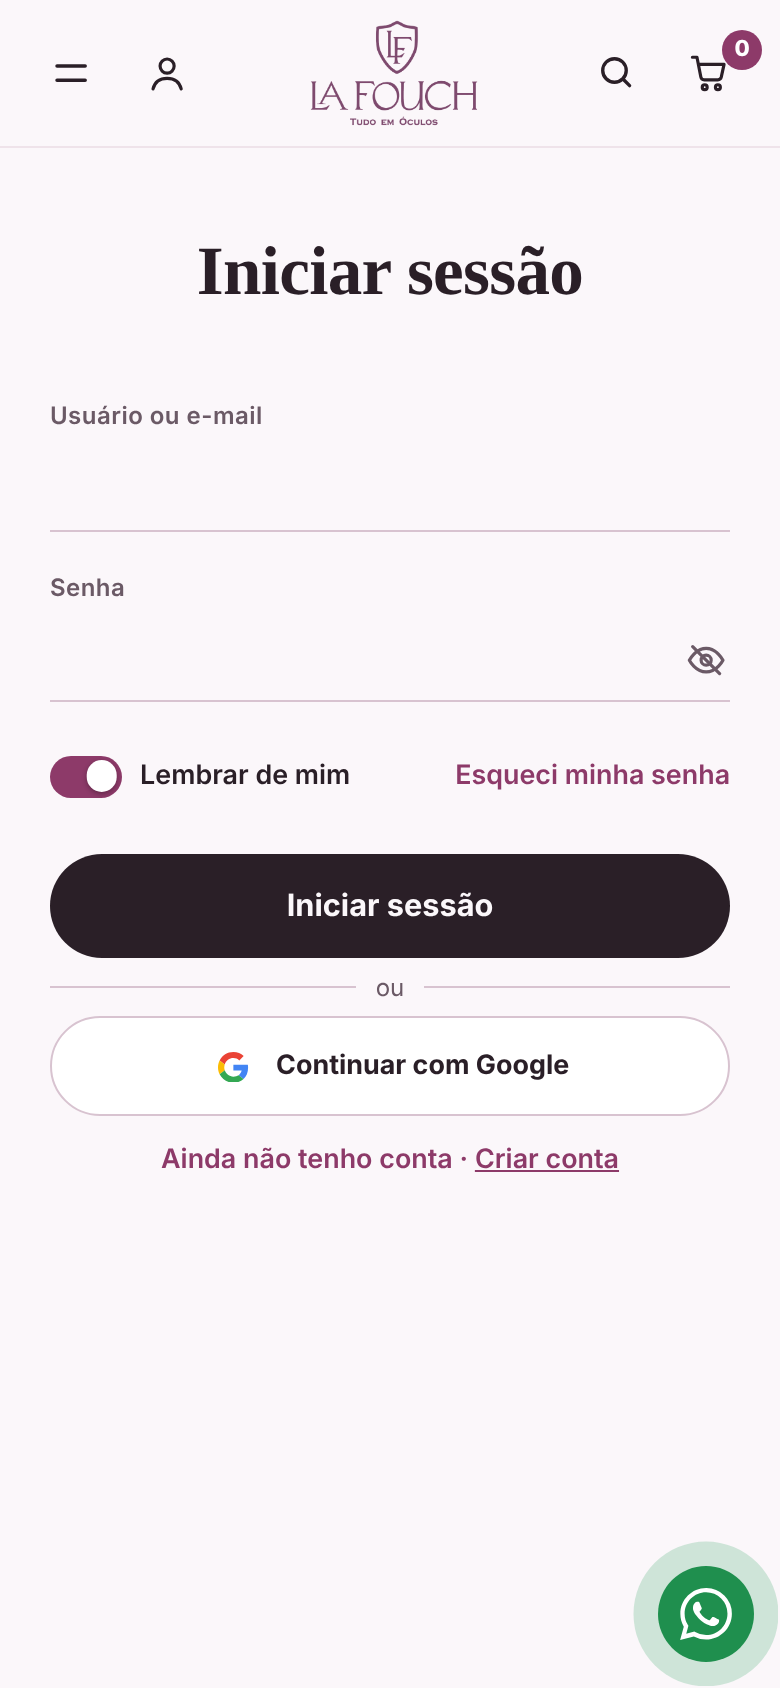 LF
LA FOUCH
Tudo em Óculos
0
Iniciar sessão
Usuário ou e-mail
Senha
Lembrar de mim
Esqueci minha senha
Iniciar sessão
ou
Continuar com Google
Ainda não tenho conta · Criar conta